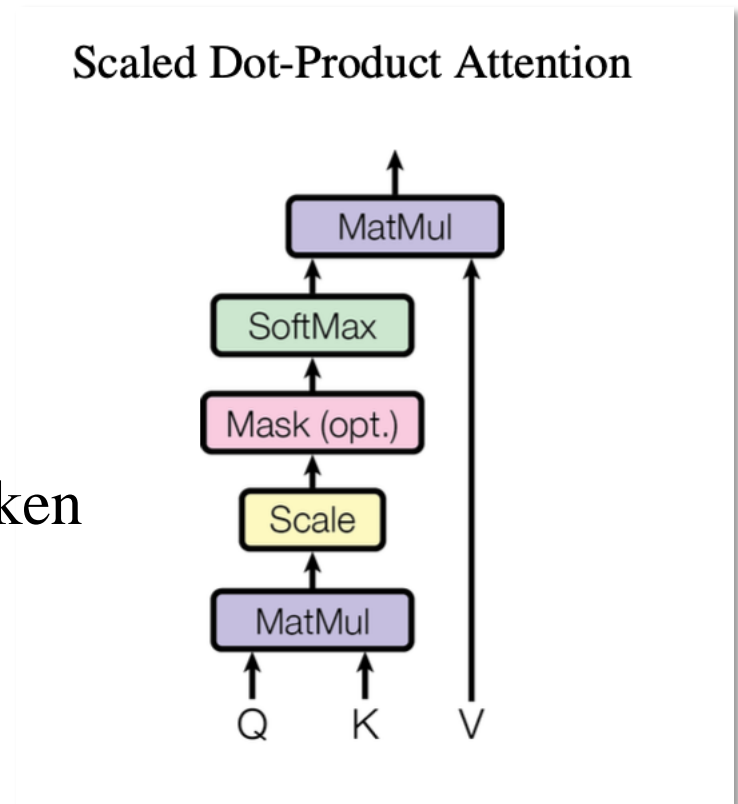 Scaled Dot-Product Attention
MatMul
SoftMax
Mask (opt.)
ken
Scale
MatMul
Q K V